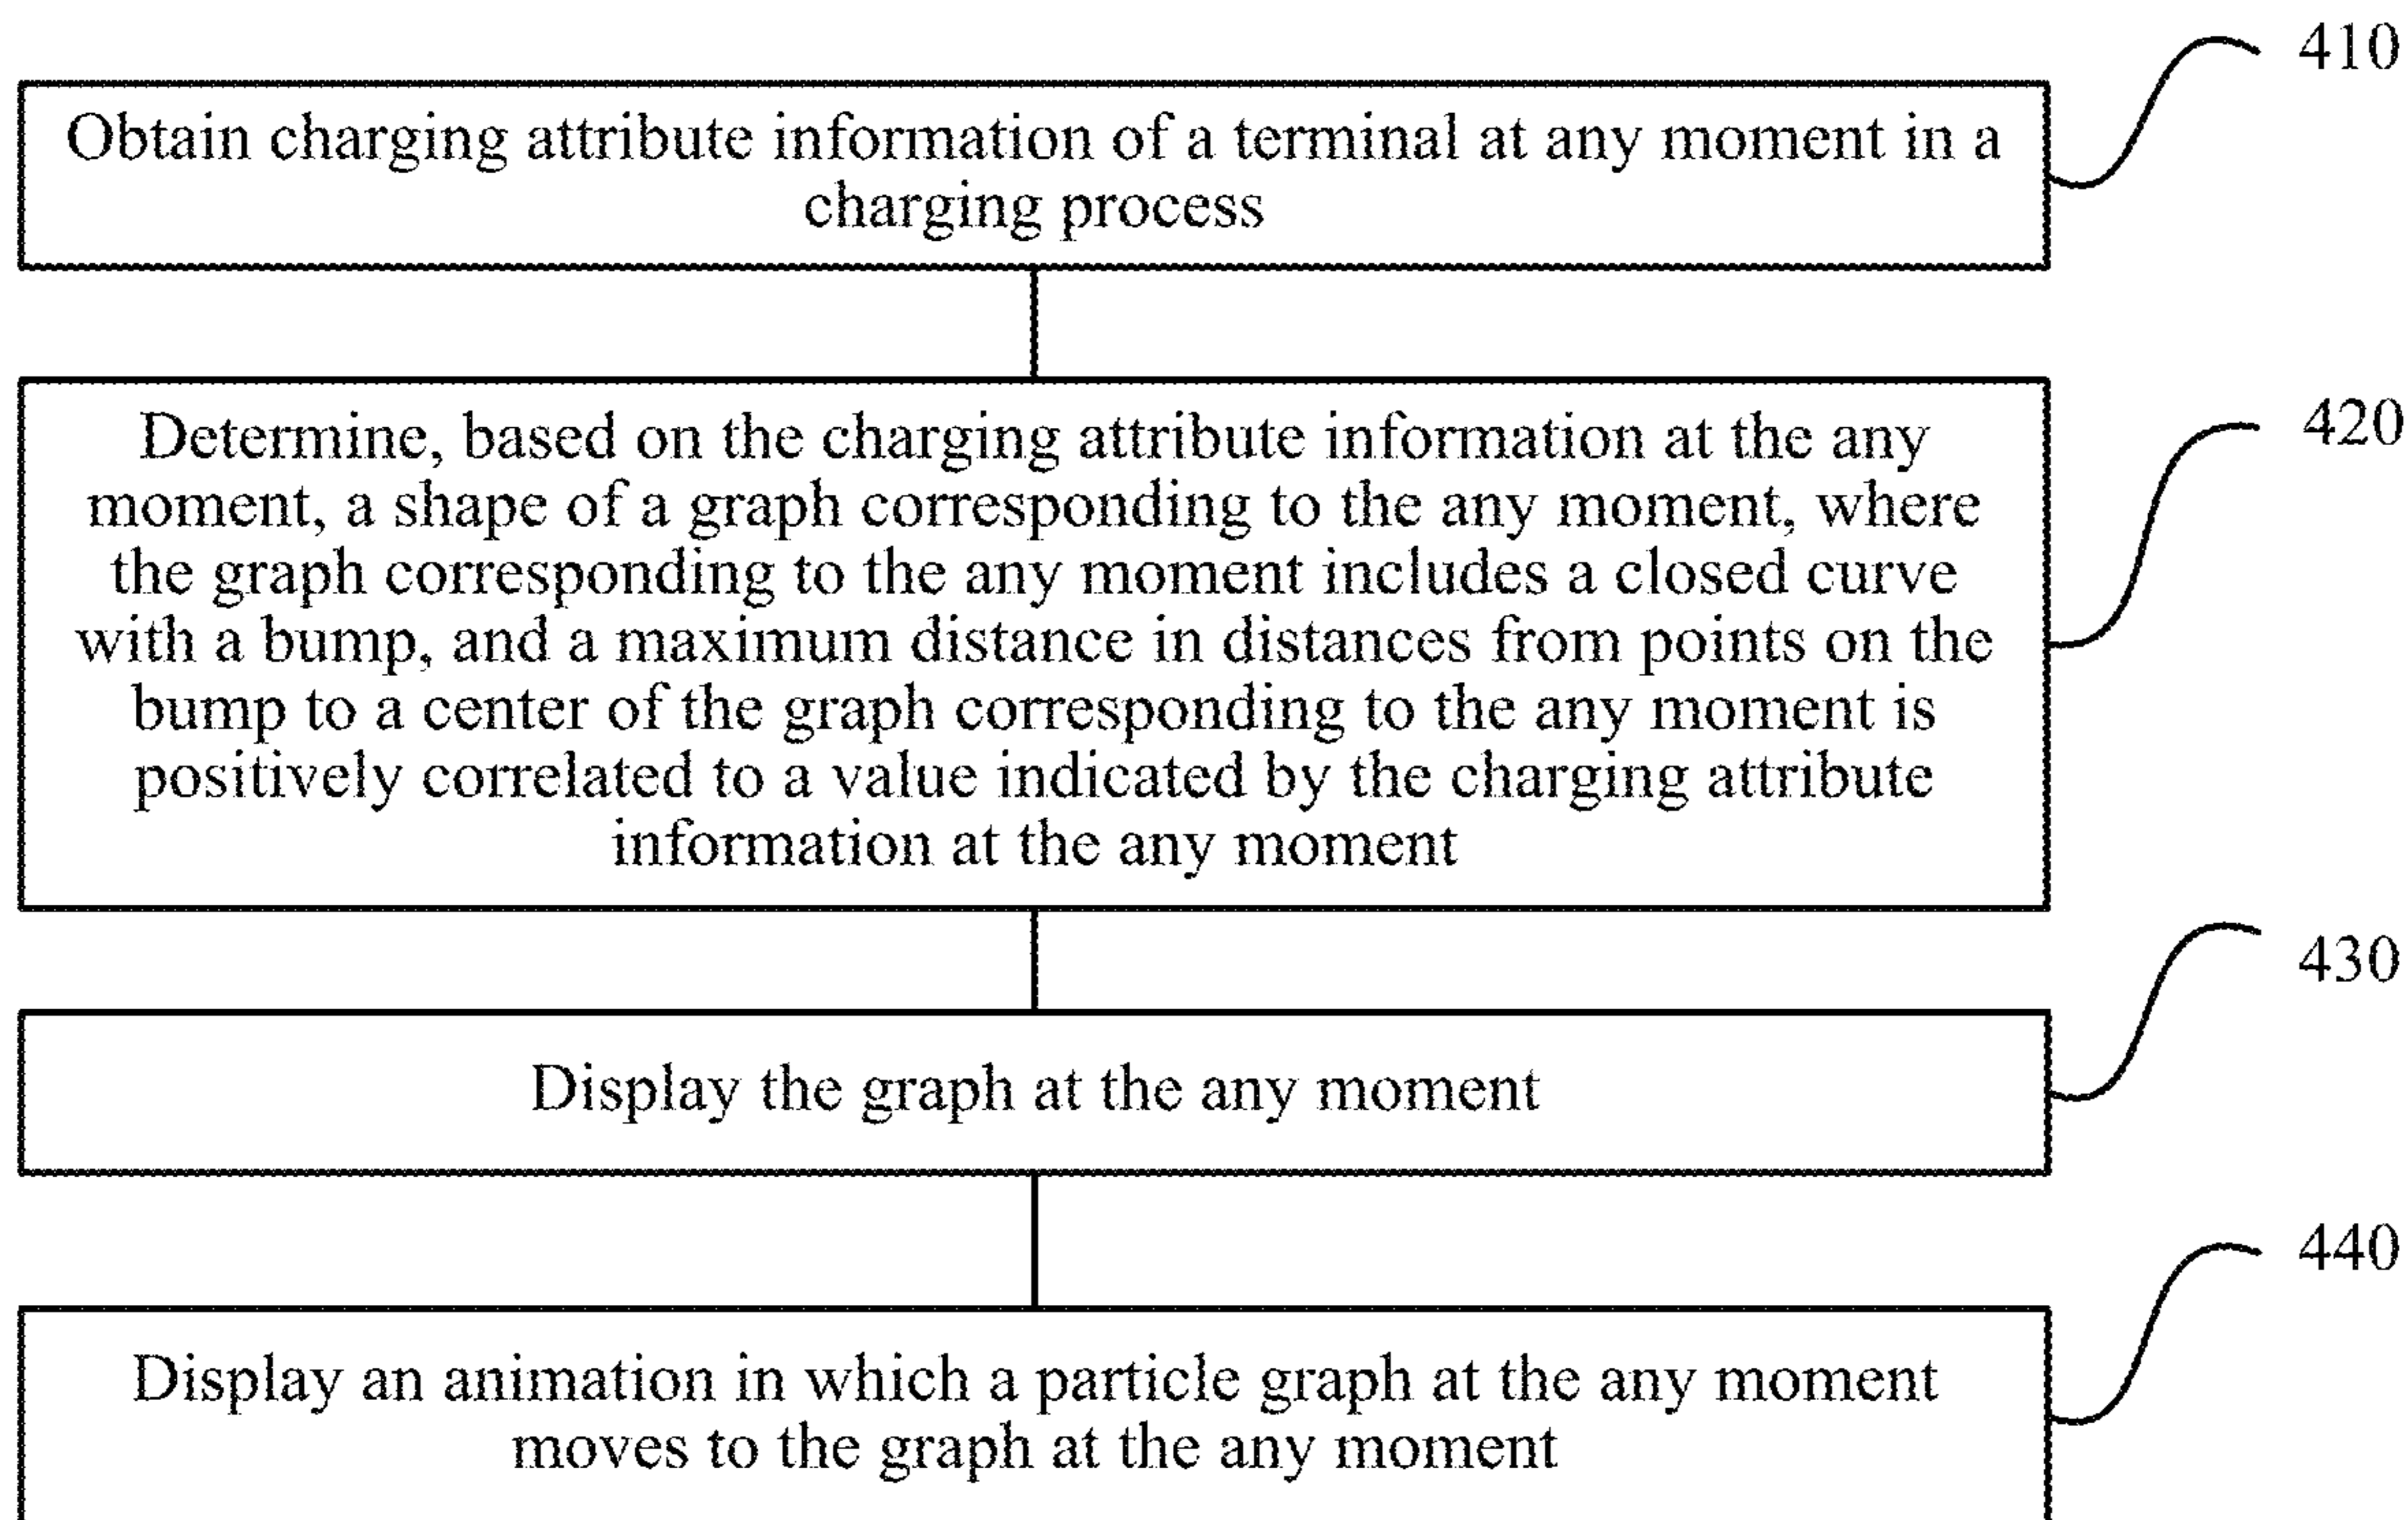 410
Obtain charging attribute information of a terminal at any moment in a
charging process
420
Determine, based on the charging attribute information at the any
moment, a shape of a graph corresponding to the any moment, where
the graph corresponding to the any moment includes a closed curve
with a bump, and a maximum distance in distances from points on the
bump to a center of the graph corresponding to the any moment is
positively correlated to a value indicated by the charging attribute
information at the any moment
430
Display the graph at the any moment
440
Display an animation in which a particle graph at the any moment
moves to the graph at the any moment